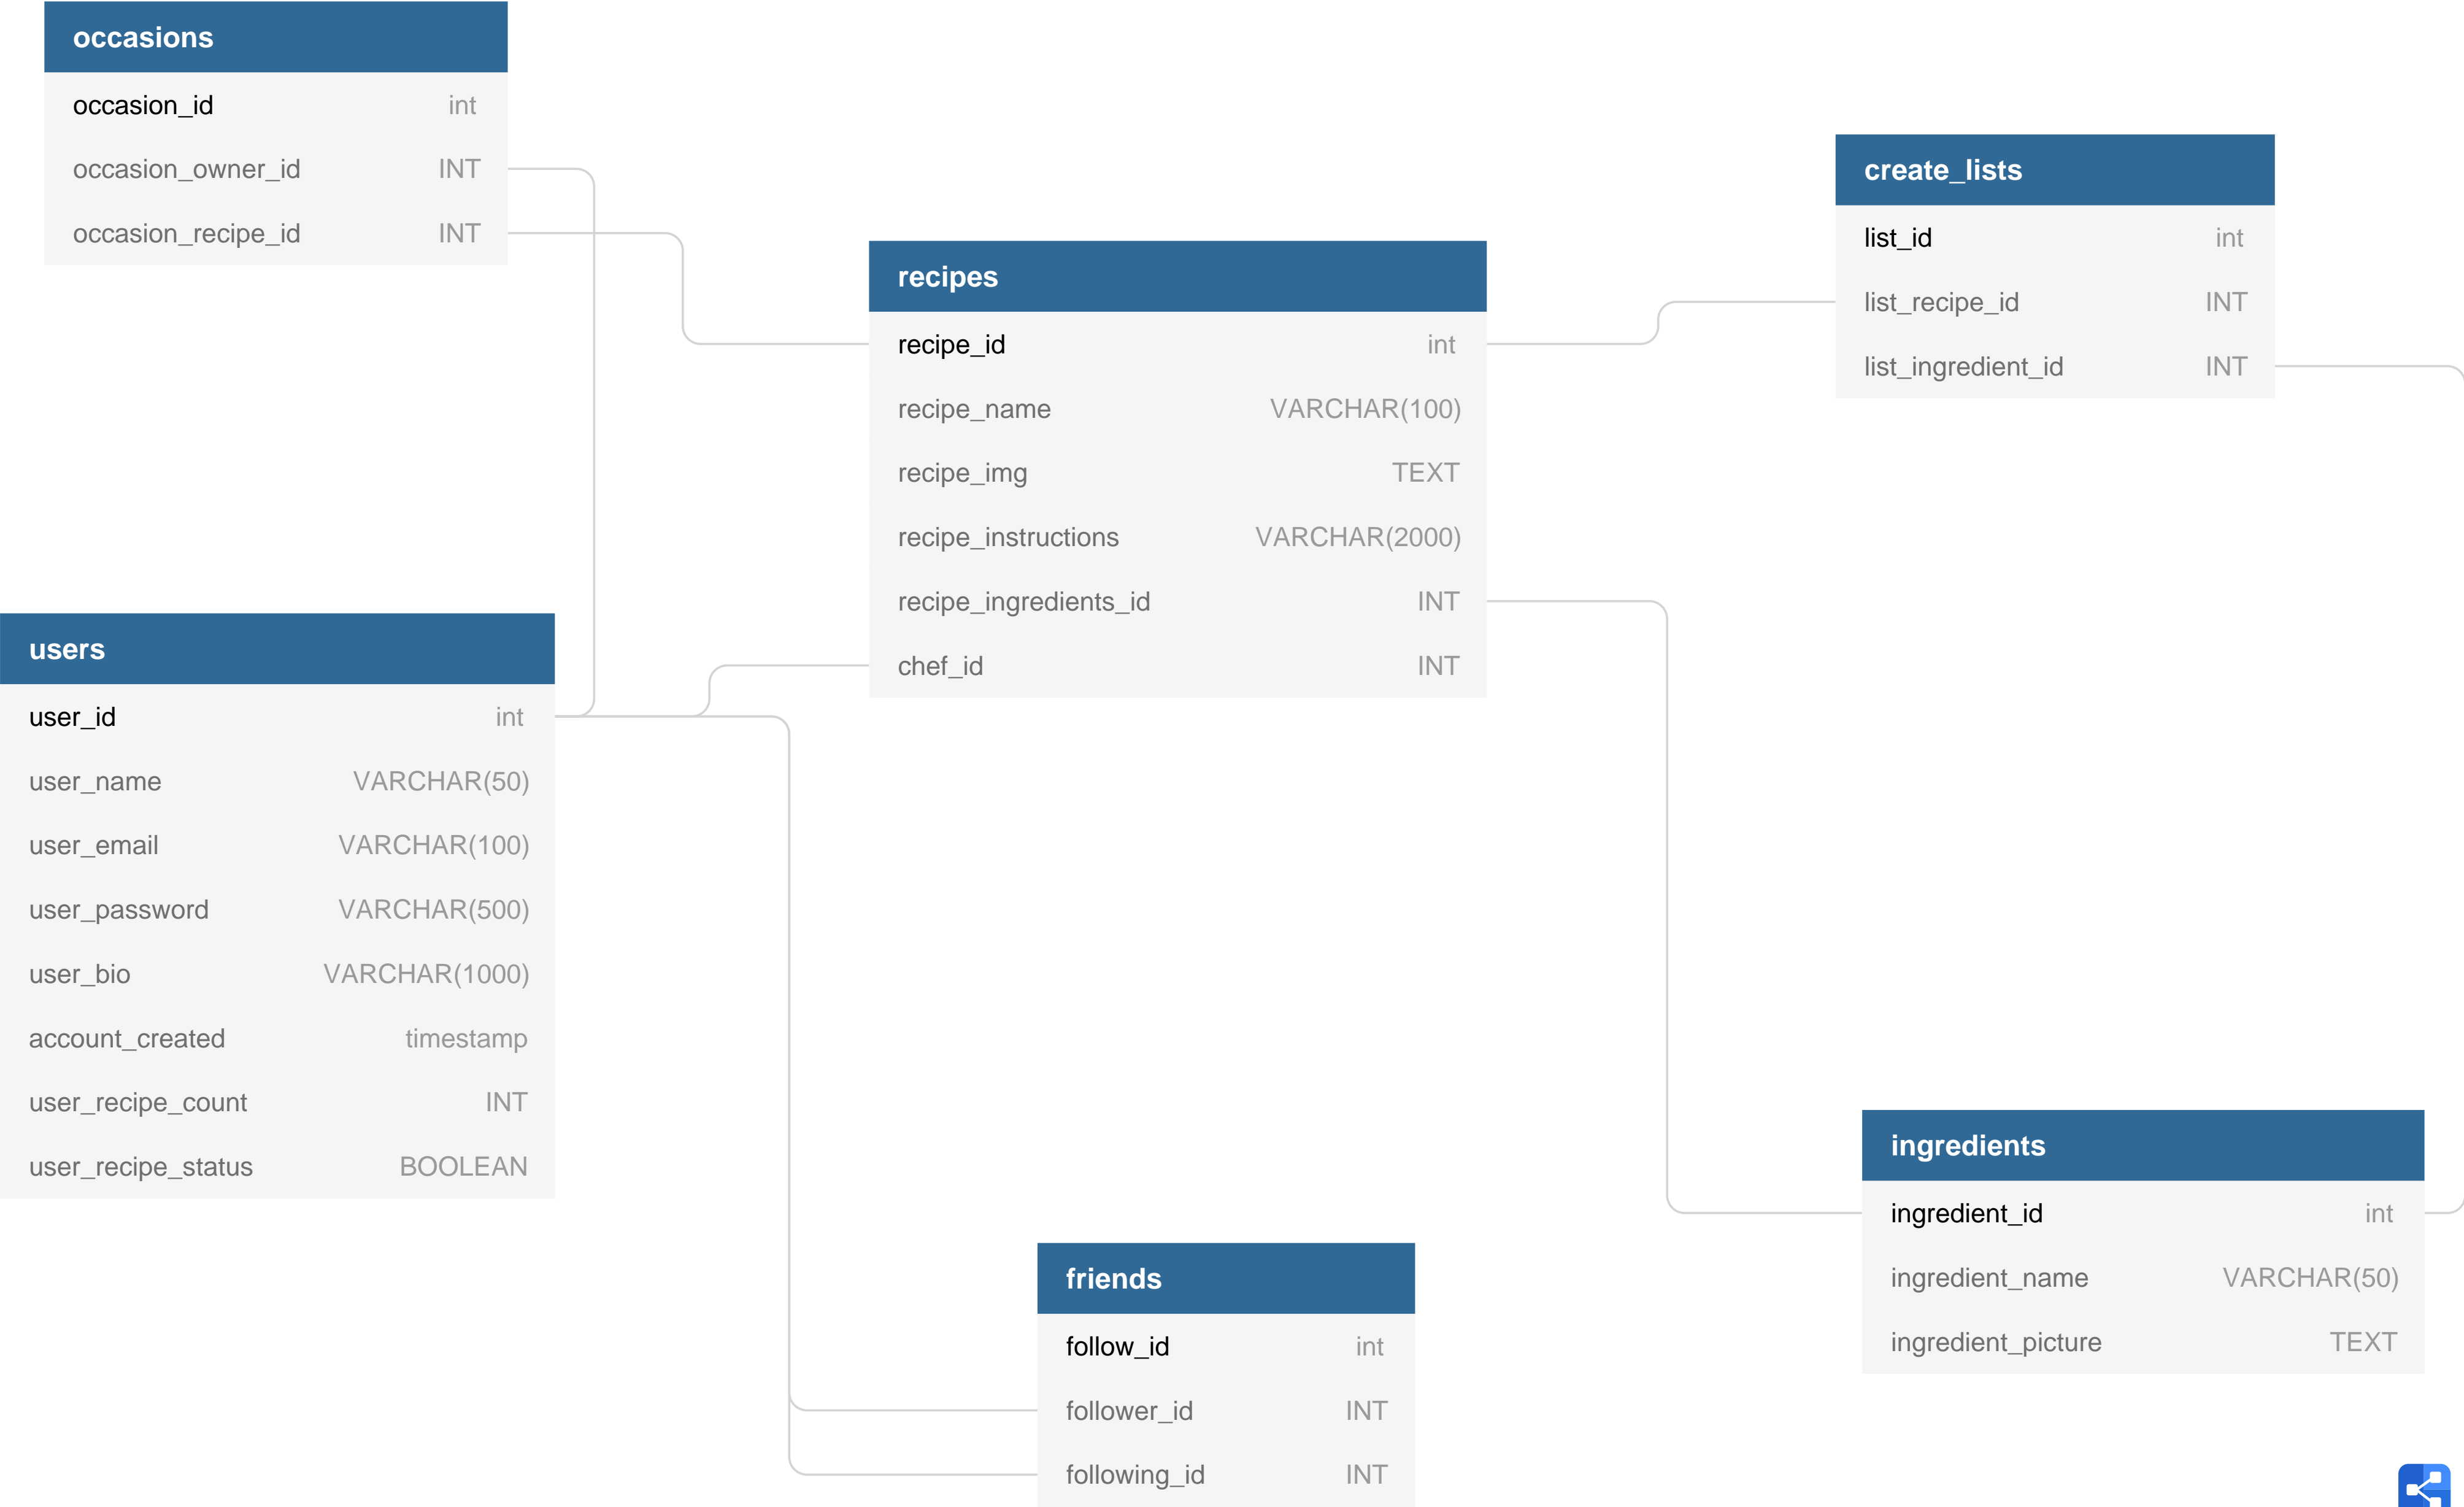 occasions
occasion_id int
occasion_owner_id INT
occasion_recipe_id INT
create_lists
list_id int
list_recipe_id INT
list_ingredient_id INT
recipes
recipe_id int
recipe_name VARCHAR(100)
recipe_img TEXT
recipe_instructions VARCHAR(2000)
recipe_ingredients_id INT
chef_id INT
users
user_id int
user_name VARCHAR(50)
user_email VARCHAR(100)
user_password VARCHAR(500)
user_bio VARCHAR(1000)
account_created timestamp
user_recipe_count INT
user_recipe_status BOOLEAN
ingredients
ingredient_id int
ingredient_name VARCHAR(50)
ingredient_picture TEXT
friends
follow_id int
follower_id INT
following_id INT